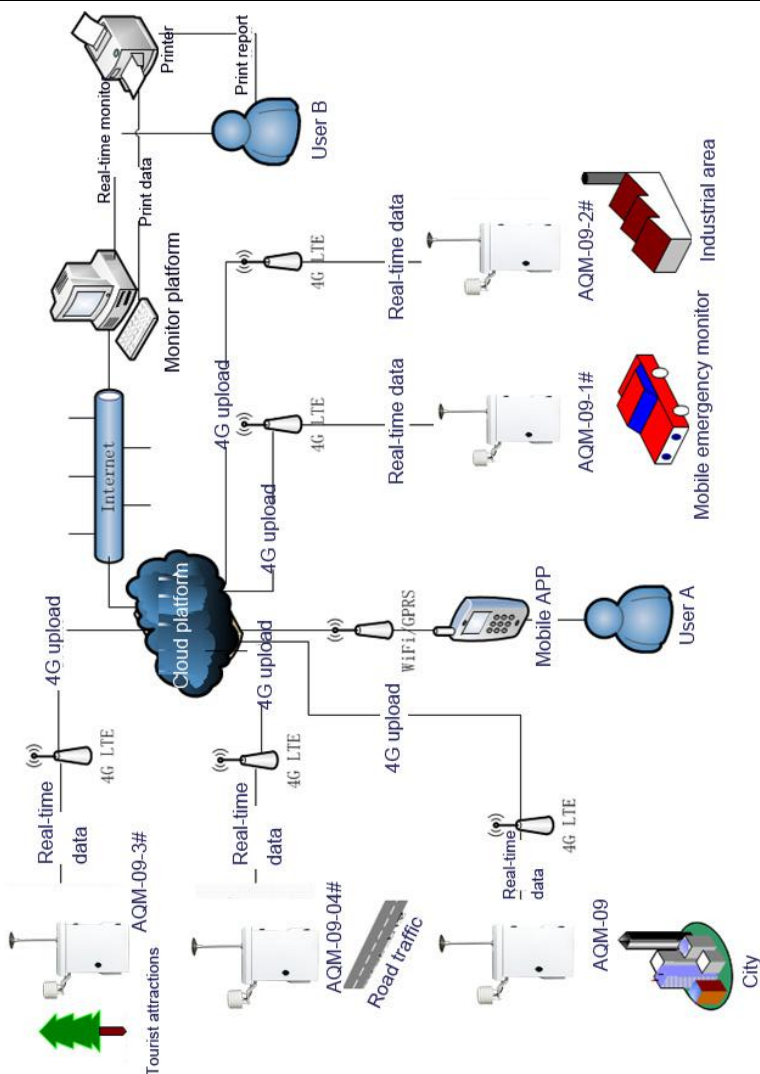 Tourist attractions
AQM-09-3#
Real-time
data
4G LTE
4G upload
Internet
Monitor platform
Real-time monitor
Print data
Printer
Print report
User B
Cloud platform
Road traffic
AQM-09-04#
Real-time
data
4G LTE
4G upload
4G upload
4G upload
4G LTE
4G LTE
Real-time data
Real-time data
WiFi/GPRS
4G upload
AQM-09
Real-time
data
4G LTE
Mobile APP
User A
AQM-09-1#
AQM-09-2#
City
Mobile emergency monitor
Industrial area